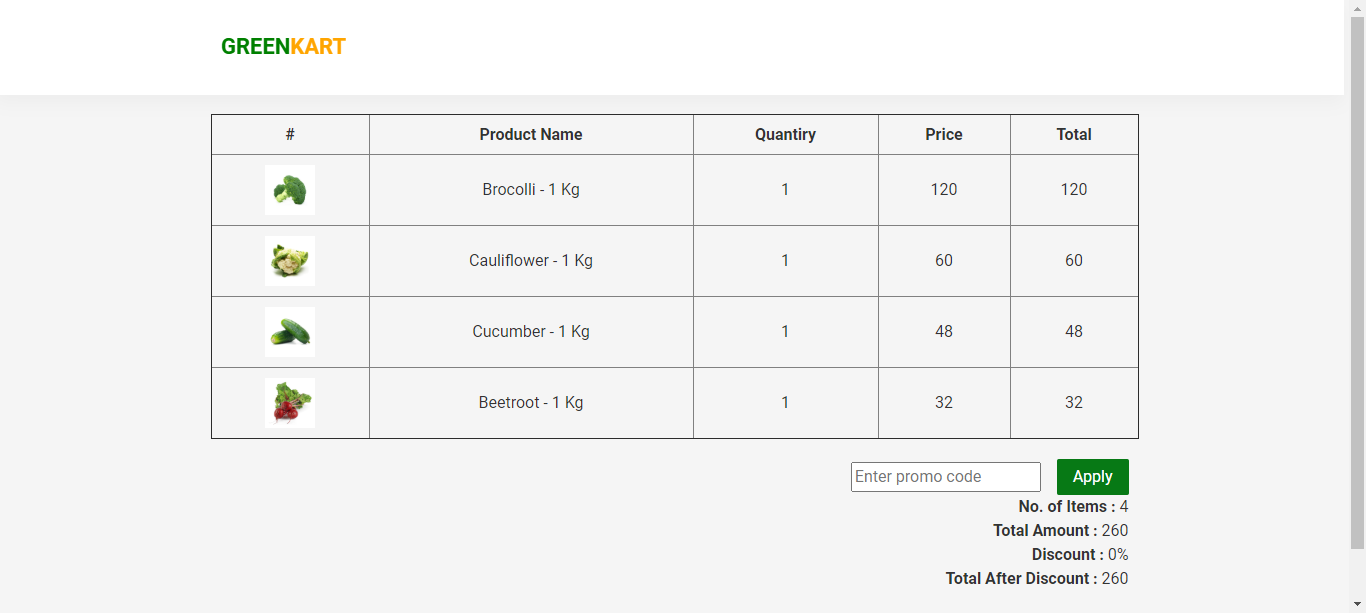 GREENKART
# Product Name Quantiry Price Total
Brocolli - 1 Kg 1 120 120
Cauliflower - 1 Kg 1 60 60
Cucumber - 1 Kg 1 48 48
Beetroot - 1 Kg 1 32 32
Enter promo code Apply
No. of Items : 4
Total Amount : 260
Discount : 0%
Total After Discount : 260